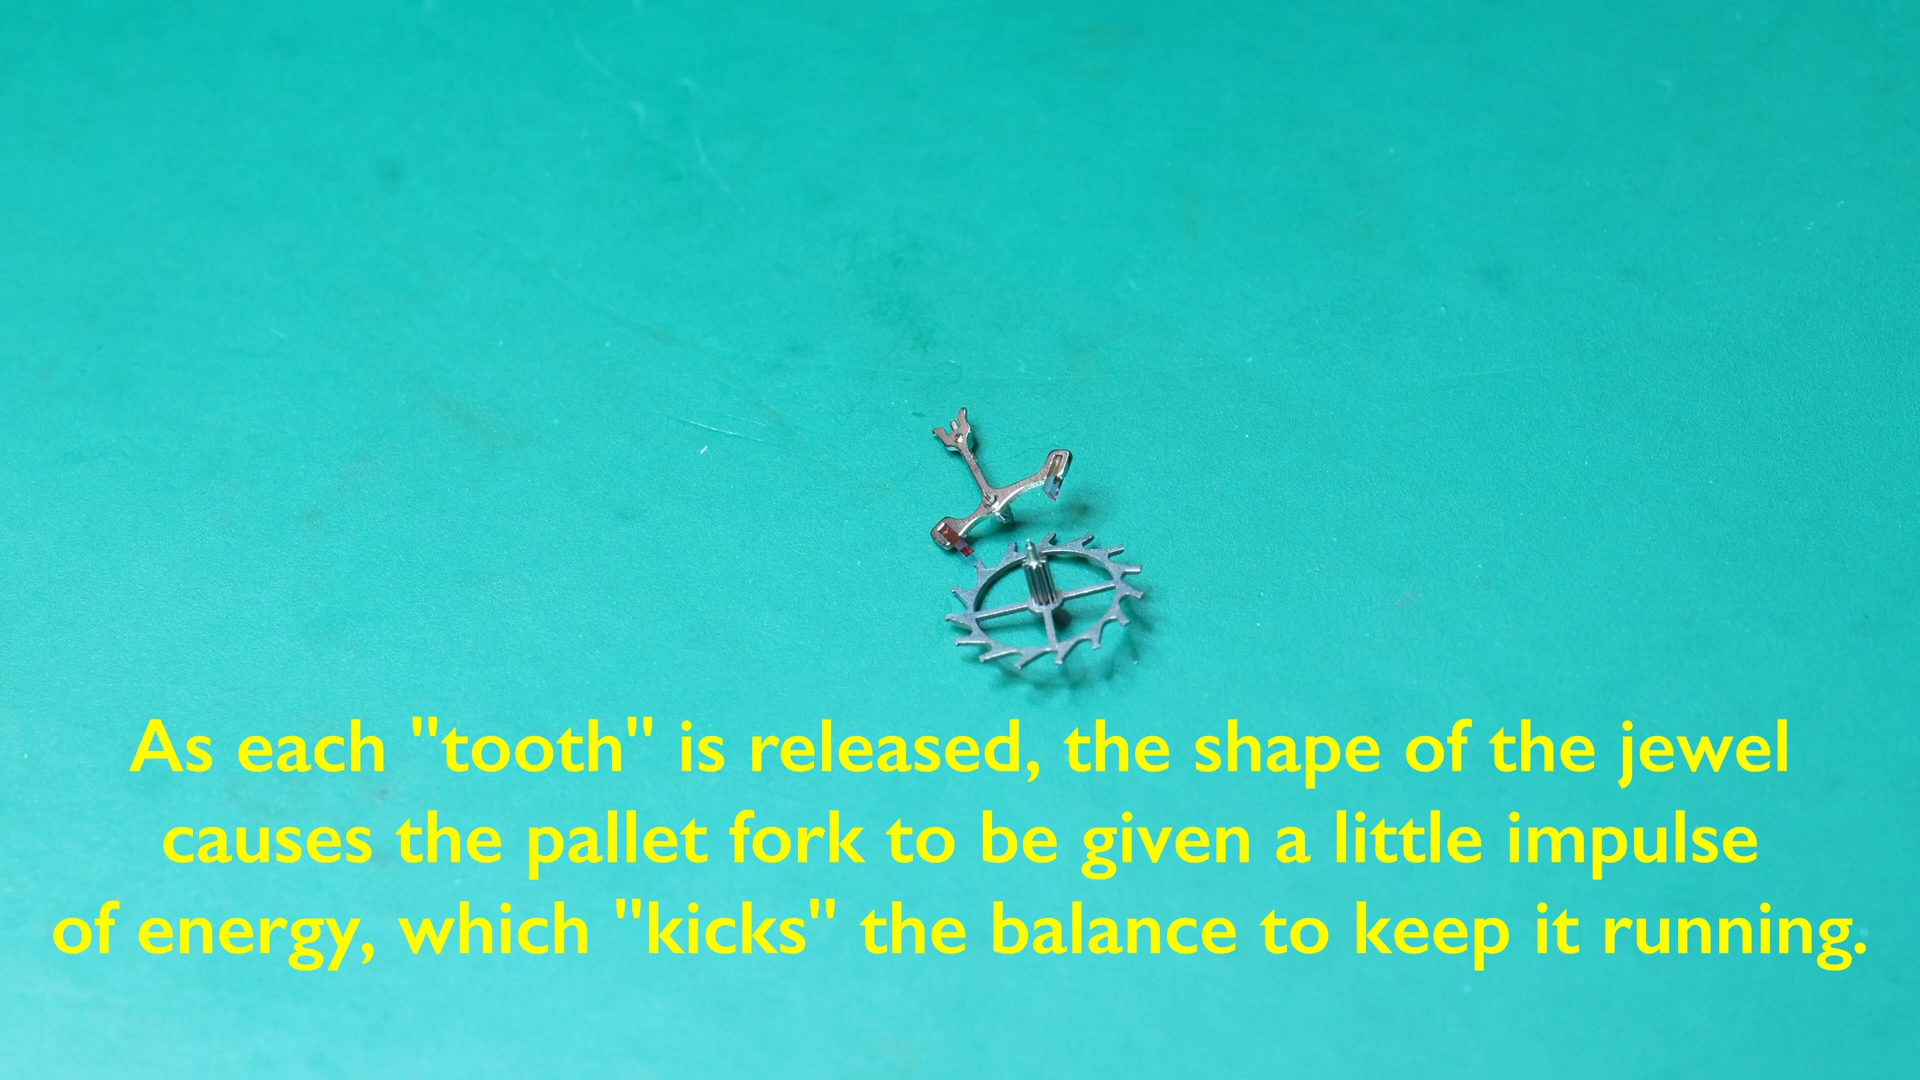 As each "tooth" is released, the shape of the jewel
causes the pallet fork to be given a little impulse
of energy, which "kicks" the balance to keep it running.